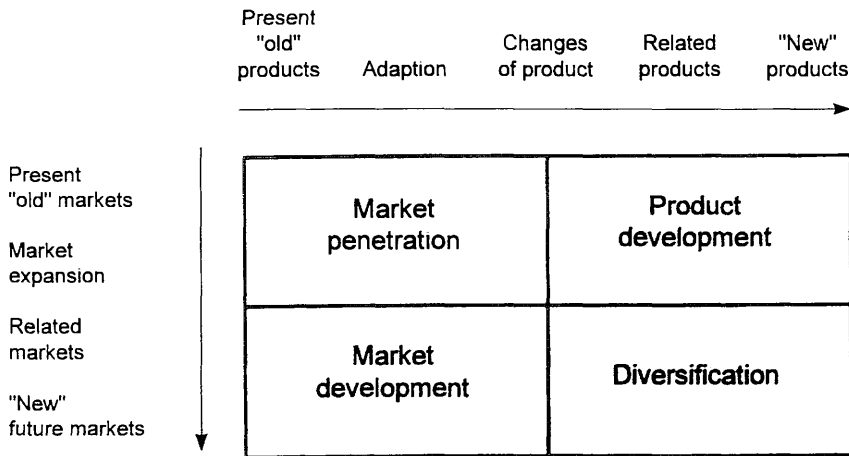 Present
"old"
products
Adaption
Changes
of product
Related
products
"New"
products
Present
"old" markets
Market
expansion
Related
markets
"New"
future markets
Market
penetration
Product
development
Market
development
Diversification